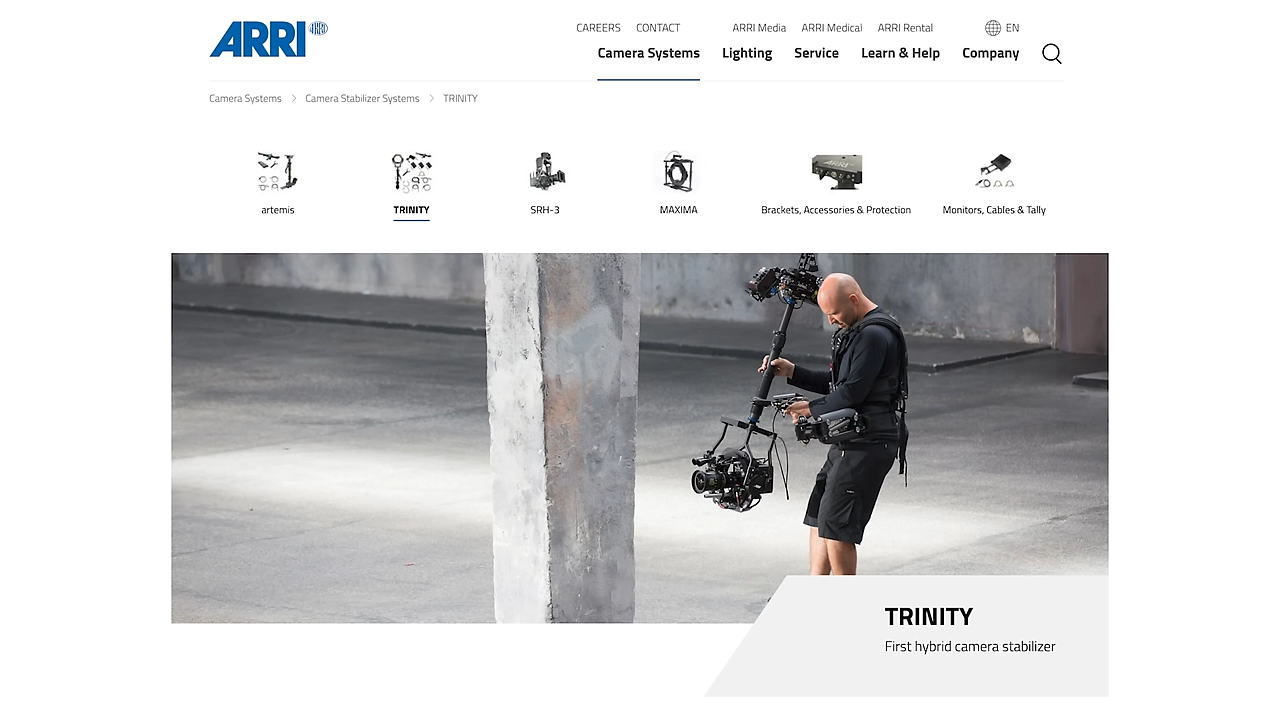 ARRI
ARRI
CAREERS CONTACT ARRI Media ARRI Medical ARRI Rental EN
Camera Systems Lighting Service Learn & Help Company
Camera Systems > Camera Stabilizer Systems > TRINITY
artemis TRINITY SRH-3 MAXIMA Brackets, Accessories & Protection Monitors, Cables & Tally
TRINITY
First hybrid camera stabilizer